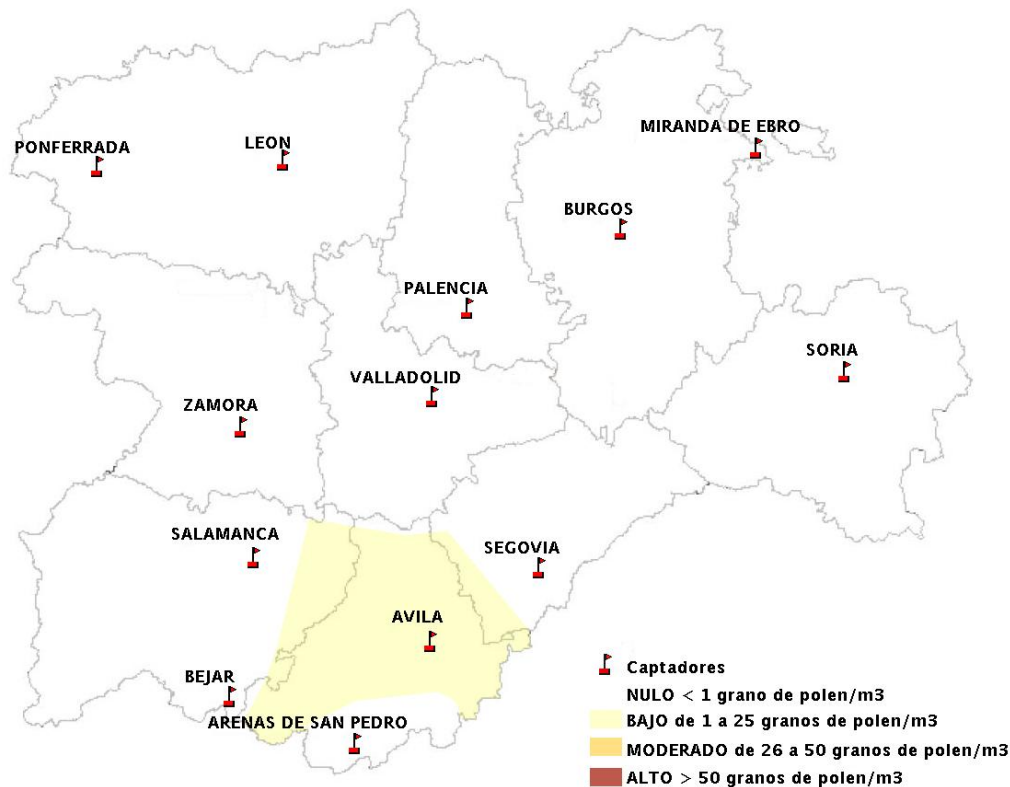 MIRANDA DE EBRO
PONFERRADA
LEON
BURGOS
PALENCIA
SORIA
VALLADOLID
ZAMORA
SALAMANCA
SEGOVIA
AVILA
BEJAR
ARENAS DE SAN PEDRO
Captadores
NULO < 1 grano de polen/m3
BAJO de 1 a 25 granos de polen/m3
MODERADO de 26 a 50 granos de polen/m3
ALTO > 50 granos de polen/m3